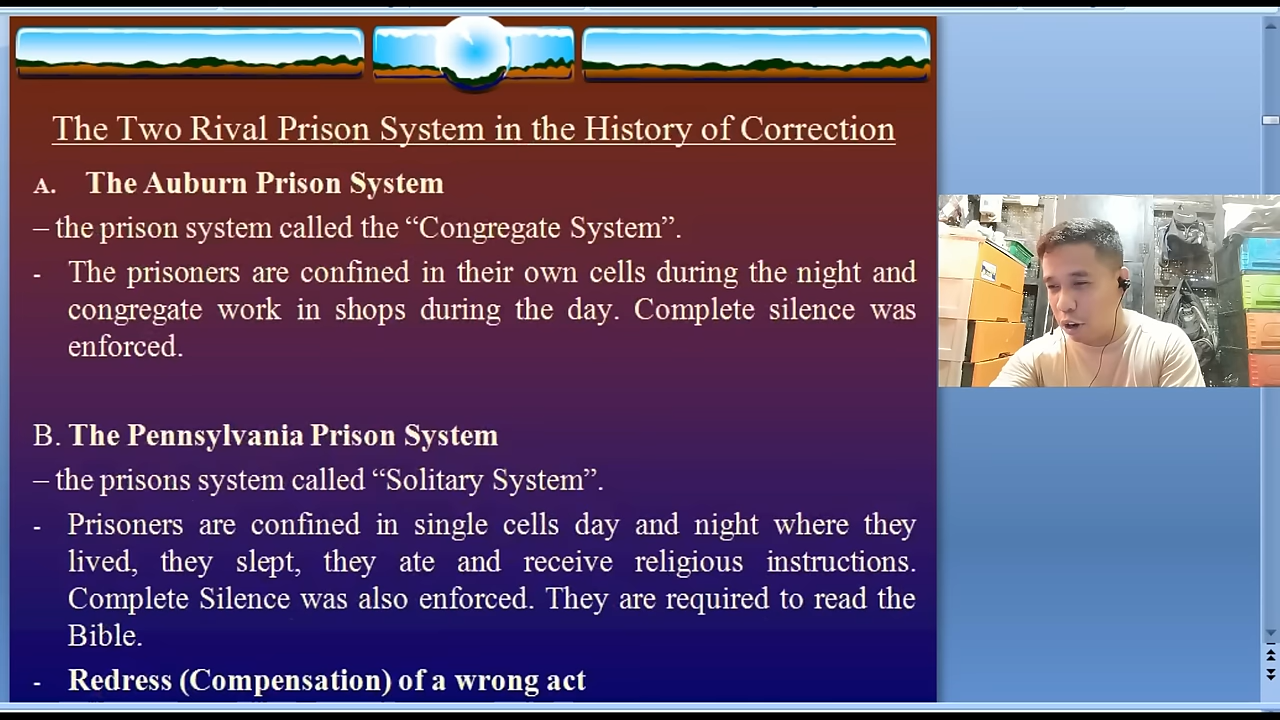 The Two Rival Prison System in the History of Correction
A. The Auburn Prison System
– the prison system called the “Congregate System”.
- The prisoners are confined in their own cells during the night and
congregate work in shops during the day. Complete silence was
enforced.
B. The Pennsylvania Prison System
– the prisons system called “Solitary System”.
- Prisoners are confined in single cells day and night where they
lived, they slept, they ate and receive religious instructions.
Complete Silence was also enforced. They are required to read the
Bible.
- Redress (Compensation) of a wrong act